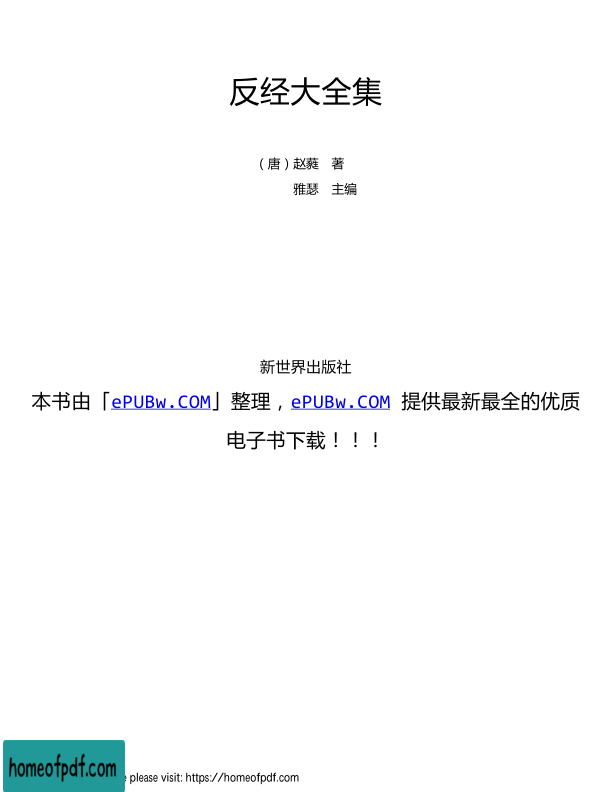 反经大全集
（唐）赵蕤　著
雅瑟　主编
新世界出版社
本书由「ePUBw.COM」整理，ePUBw.COM 提供最新最全的优质
电子书下载！！！
homeofpdf.com
please visit: https://homeofpdf.com